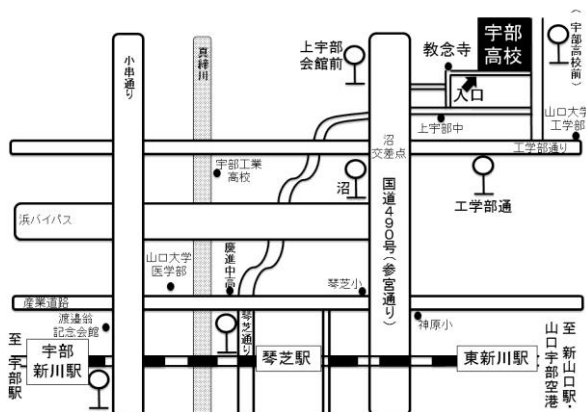 小串通り
真締川
上宇部
会館前
教念寺
宇部
高校
(宇部高校前)
入口
上宇部中
山口大学
工学部
沼
交差点
工学部通り
宇部工業
高校
沼
工学部通
国道490号(参宮通り)
浜バイパス
山口大学
医学部
慶進中高
琴芝小
産業道路
渡邉翁
記念会館
琴芝通り
神原小
至 宇部駅
宇部
新川駅
琴芝駅
東新川駅
至 新山口駅・
山口宇部空港